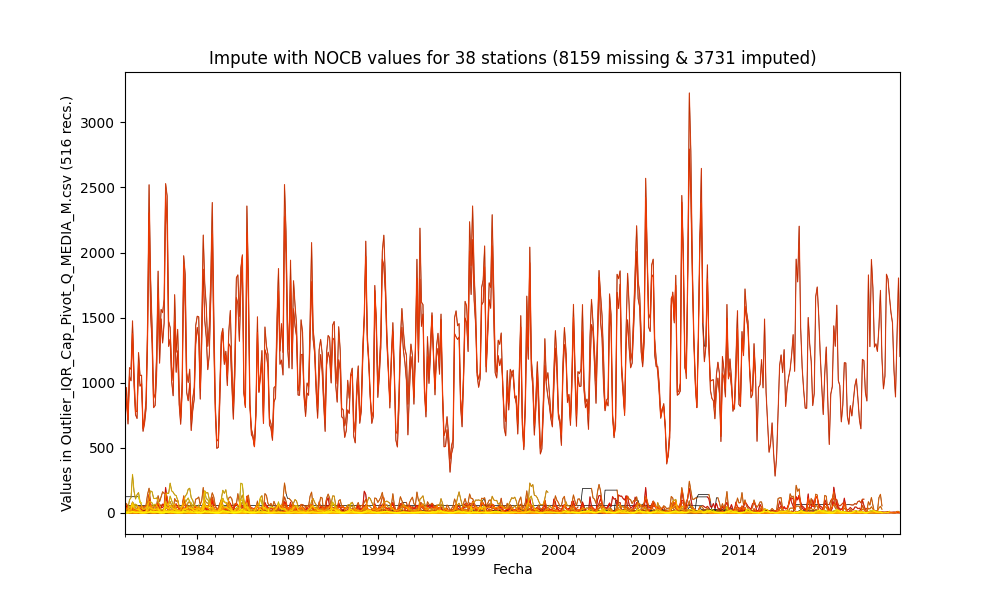 Impute with NOCB values for 38 stations (8159 missing & 3731 imputed)
Values in Outlier_IQR_Cap_Pivot_Q_MEDIA_M.csv (516 recs.)
3000
2500
2000
1500
1000
500
0
1984 1989 1994 1999 2004 2009 2014 2019
Fecha